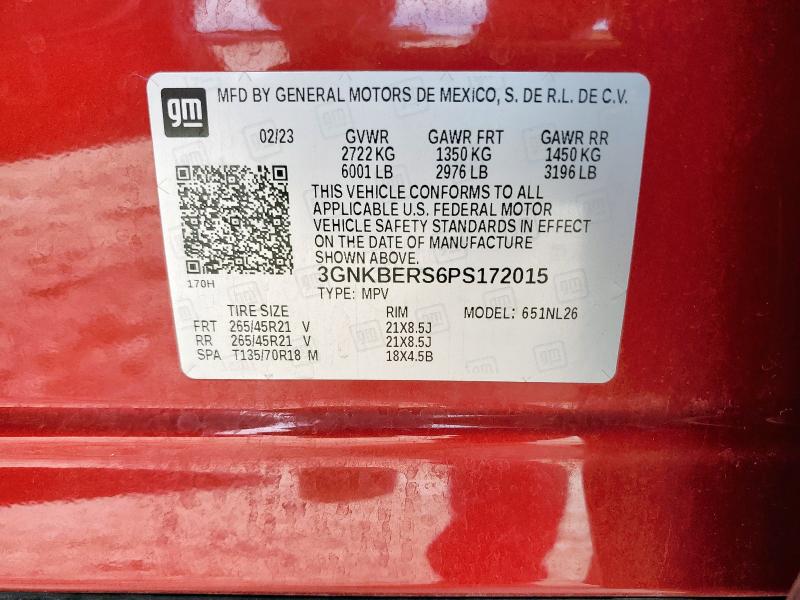 gm MFD BY GENERAL MOTORS DE MEXICO, S. DE R.L. DE C.V.
02/23 GVWR GAWR FRT GAWR RR
2722 KG 1350 KG 1450 KG
6001 LB 2976 LB 3196 LB
THIS VEHICLE CONFORMS TO ALL
APPLICABLE U.S. FEDERAL MOTOR
VEHICLE SAFETY STANDARDS IN EFFECT
ON THE DATE OF MANUFACTURE
SHOWN ABOVE.
3GNKBERS6PS172015
170H
TYPE: MPV
TIRE SIZE RIM MODEL: 651NL26
FRT 265/45R21 V 21X8.5J
RR 265/45R21 V 21X8.5J
SPA T135/70R18 M 18X4.5B